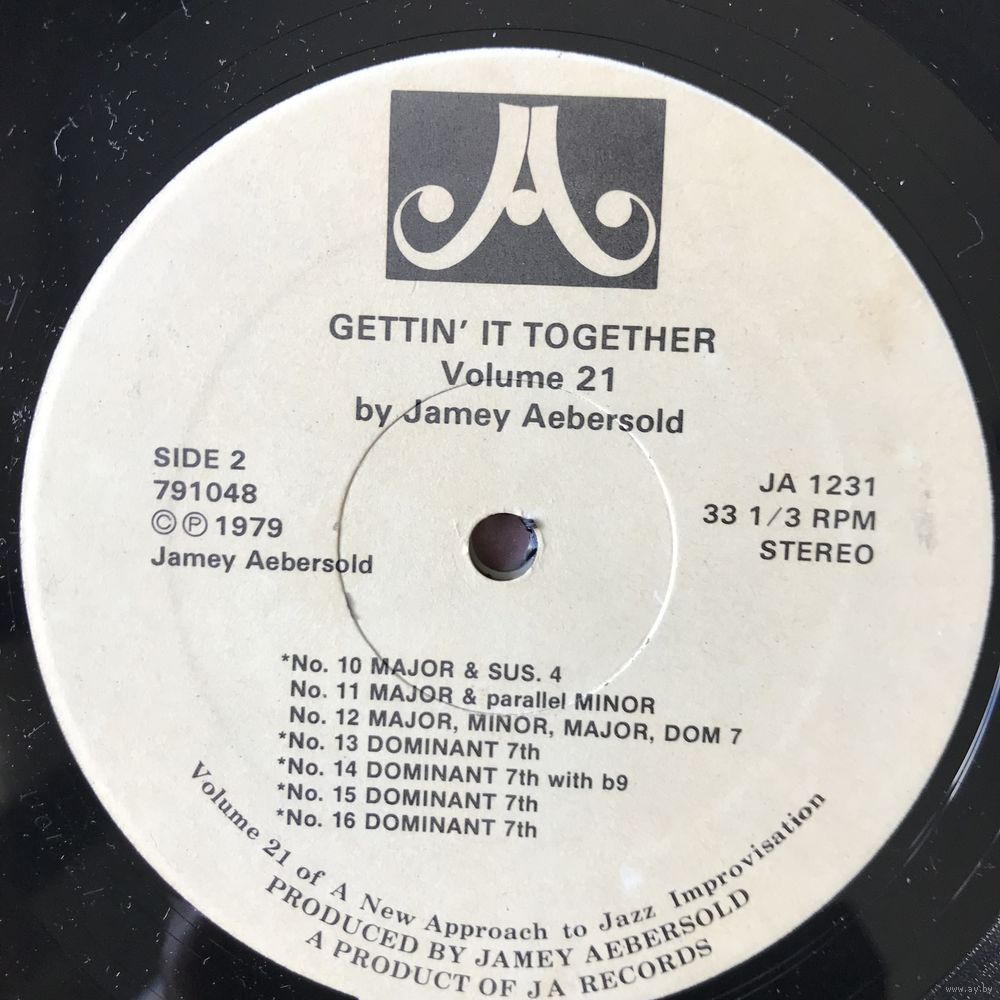 GETTIN' IT TOGETHER
Volume 21
by Jamey Aebersold
SIDE 2
791048
©℗1979
Jamey Aebersold
JA 1231
33 1/3 RPM
STEREO
*No. 10 MAJOR & SUS. 4
No. 11 MAJOR & parallel MINOR
No. 12 MAJOR, MINOR, MAJOR, DOM 7
*No. 13 DOMINANT 7th
*No. 14 DOMINANT 7th with b9
*No. 15 DOMINANT 7th
*No. 16 DOMINANT 7th
Volume 21 of A New Approach to Jazz Improvisation
PRODUCED BY JAMEY AEBERSOLD
A PRODUCT OF JA RECORDS
www.ay.by